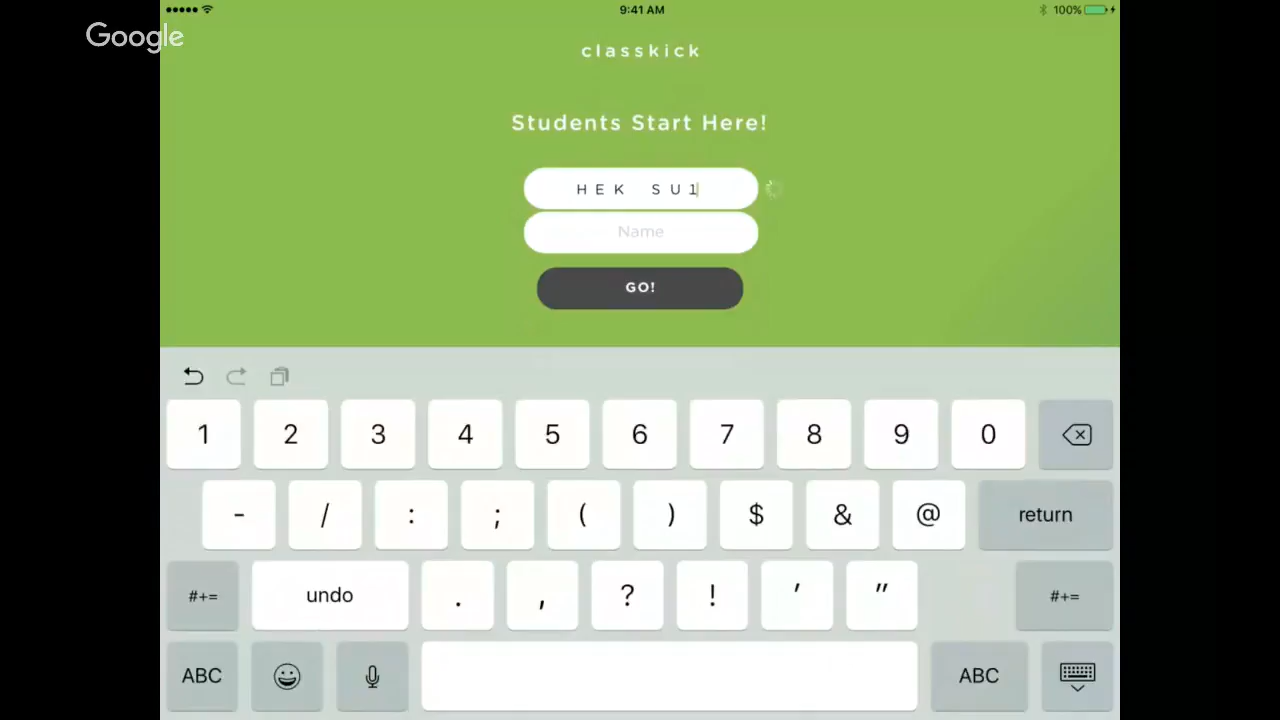 9:41 AM
100%
Google
classkick
Students Start Here!
HEK SU1
Name
GO!
1 2 3 4 5 6 7 8 9 0
- / : ; ( ) $ & @ return
#+= undo . , ? ! ' " #+=
ABC ABC